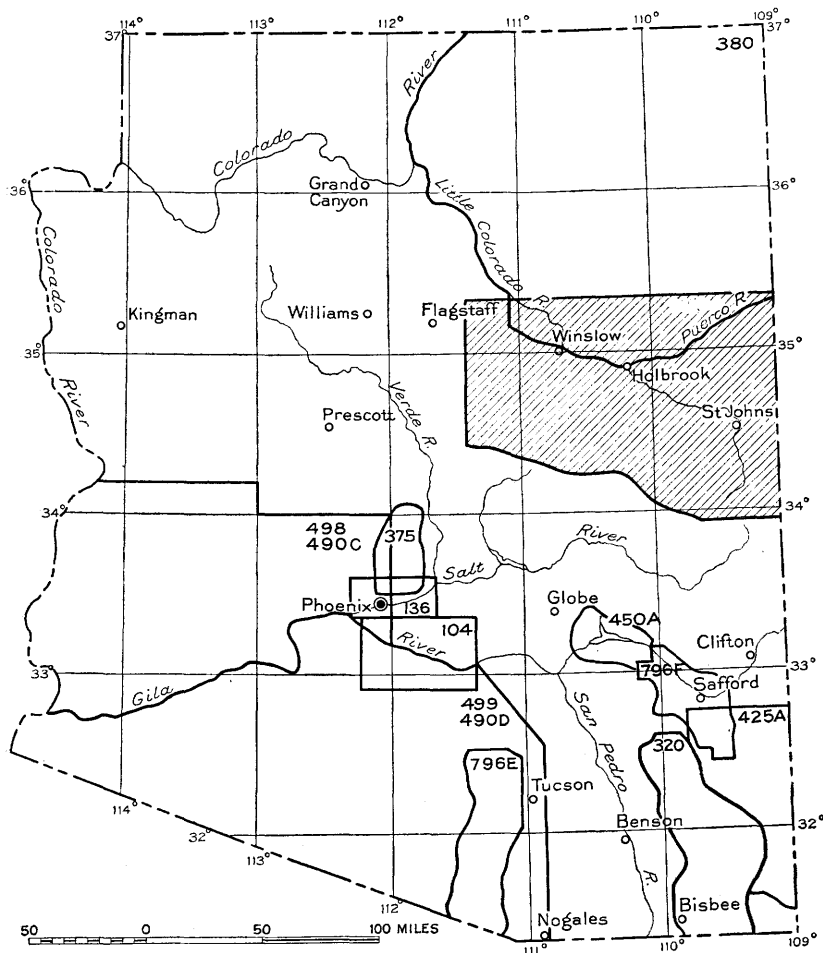 114°
113°
112°
111°
110°
109°
37°
37°
380
River
Colorado
Grand
Canyon
36°
36°
Little Colorado R.
Colorado
River
Kingman
Williams
Flagstaff
Puerco R.
Winslow
35°
35°
Holbrook
Verde R.
Prescott
St Johns
34°
34°
498
490C
375
River
Salt
Phoenix
136
Globe
450A
104
River
Clifton
33°
33°
796F
Safford
Gila
499
490D
San Pedro
R.
425A
320
796E
Tucson
114°
32°
32°
Benson
113°
112°
Bisbee
Nogales
111°
110°
109°
50 0 50 100 MILES